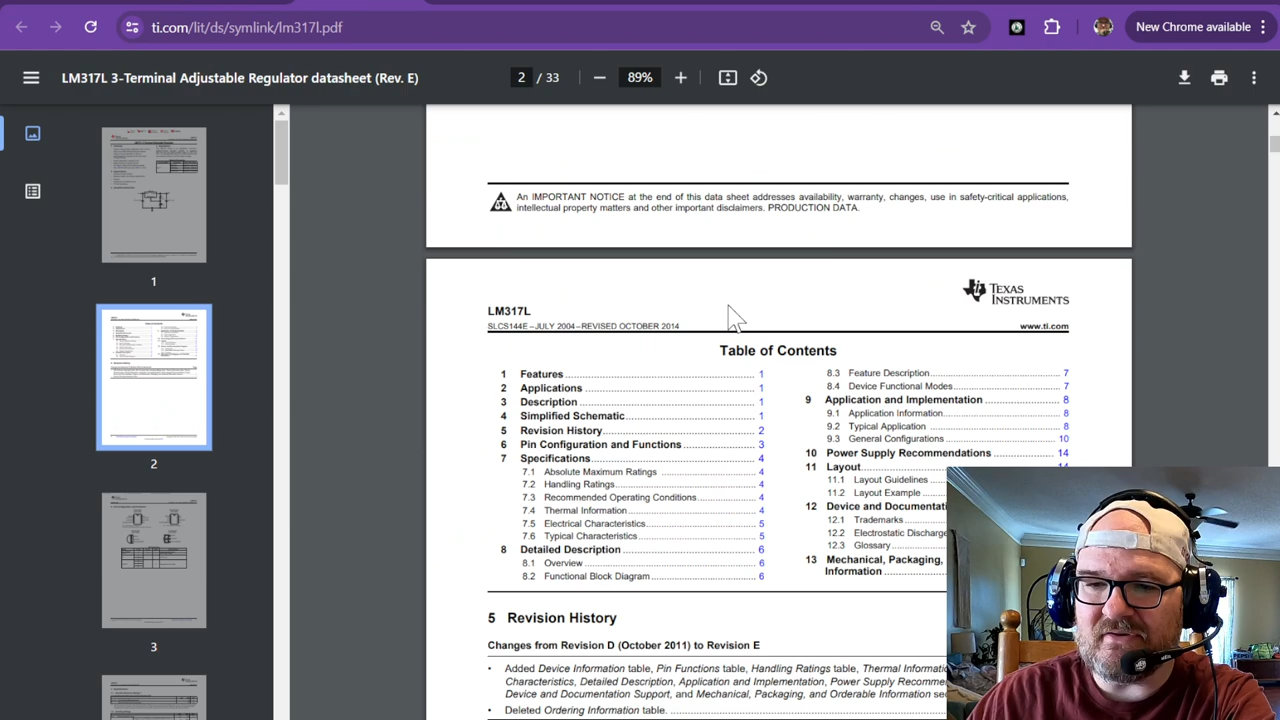 ti.com/lit/ds/symlink/lm317l.pdf
New Chrome available
LM317L 3-Terminal Adjustable Regulator datasheet (Rev. E)
2 / 33
89%
1
2
3
An IMPORTANT NOTICE at the end of this data sheet addresses availability, warranty, changes, use in safety-critical applications,
intellectual property matters and other important disclaimers. PRODUCTION DATA.
TEXAS
INSTRUMENTS
LM317L
SLCS144E – JULY 2004 – REVISED OCTOBER 2014
www.ti.com
Table of Contents
1 Features 1
2 Applications 1
3 Description 1
4 Simplified Schematic 1
5 Revision History 2
6 Pin Configuration and Functions 3
7 Specifications 4
7.1 Absolute Maximum Ratings 4
7.2 Handling Ratings 4
7.3 Recommended Operating Conditions 4
7.4 Thermal Information 4
7.5 Electrical Characteristics 5
7.6 Typical Characteristics 5
8 Detailed Description 6
8.1 Overview 6
8.2 Functional Block Diagram 6
8.3 Feature Description 7
8.4 Device Functional Modes 7
9 Application and Implementation 8
9.1 Application Information 8
9.2 Typical Application 8
9.3 General Configurations 10
10 Power Supply Recommendations 14
11 Layout 14
11.1 Layout Guidelines
11.2 Layout Example
12 Device and Documentati
12.1 Trademarks
12.2 Electrostatic Discharge
12.3 Glossary
13 Mechanical, Packaging,
Information
5 Revision History
Changes from Revision D (October 2011) to Revision E
• Added Device Information table, Pin Functions table, Handling Ratings table, Thermal Informatio
Characteristics, Detailed Description, Application and Implementation, Power Supply Recommen
Device and Documentation Support, and Mechanical, Packaging, and Orderable Information sec
• Deleted Ordering Information table.